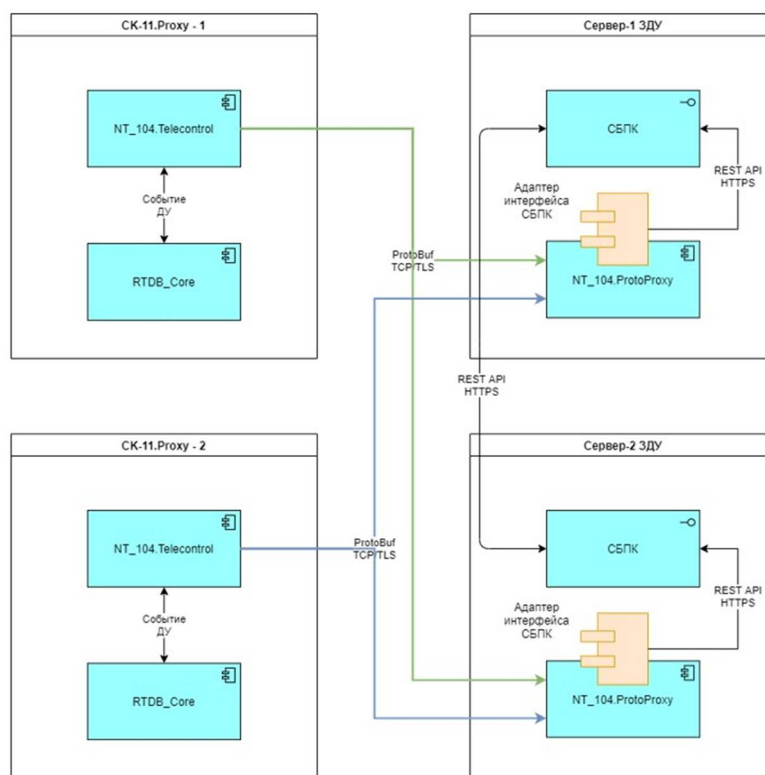 СК-11.Proxy - 1
NT_104.Telecontrol
Событие
ДУ
RTDB_Core
Сервер-1 ЗДУ
СБПК
REST API
HTTPS
Адаптер
интерфейса
СБПК
NT_104.ProtoProxy
ProtoBuf
TCP/TLS
REST API
HTTPS
СК-11.Proxy - 2
NT_104.Telecontrol
Событие
ДУ
RTDB_Core
ProtoBuf
TCP/TLS
Сервер-2 ЗДУ
СБПК
REST API
HTTPS
Адаптер
интерфейса
СБПК
NT_104.ProtoProxy